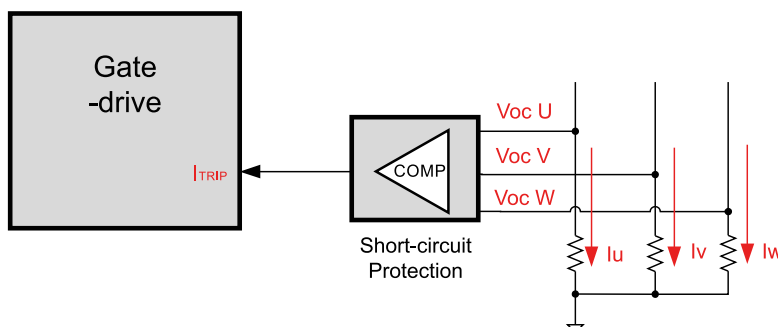 Gate
-drive
ITRIP
COMP
Voc U
Voc V
Voc W
Short-circuit
Protection
Iu
Iv
Iw